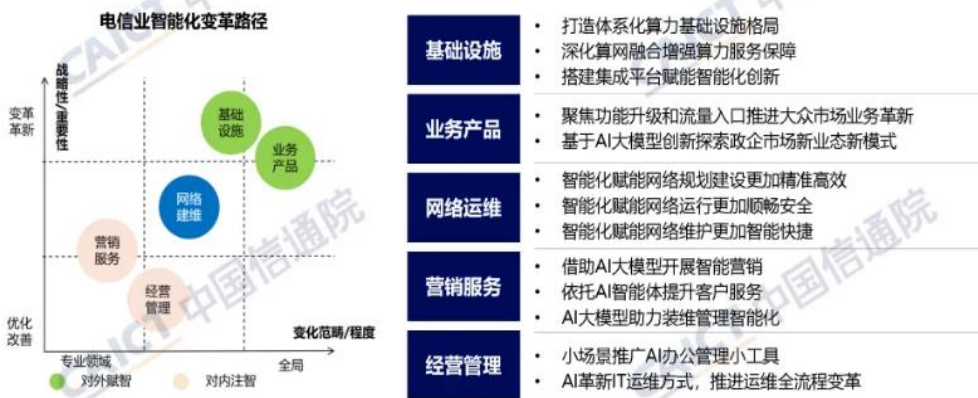 电信业智能化变革路径
战略性/重要性
变革
革新
基础
设施
业务
产品
网络
建维
营销
服务
经营
管理
优化
改善
变化范畴/程度
专业领域
全局
对外赋智
对内注智
基础设施
• 打造体系化算力基础设施格局
• 深化算网融合增强算力服务保障
• 搭建集成平台赋能智能化创新
业务产品
• 聚焦功能升级和流量入口推进大众市场业务革新
• 基于AI大模型创新探索政企市场新业态新模式
网络运维
• 智能化赋能网络规划建设更加精准高效
• 智能化赋能网络运行更加顺畅安全
• 智能化赋能网络维护更加智能快捷
营销服务
• 借助AI大模型开展智能营销
• 依托AI智能体提升客户服务
• AI大模型助力装维管理智能化
经营管理
• 小场景推广AI办公管理小工具
• AI革新IT运维方式，推进运维全流程变革
CAICT 中国信通院
CAICT 中国信通院